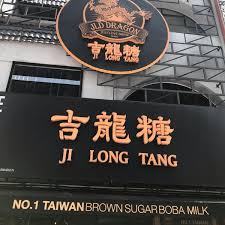 JLD DRAGON
吉龍糖
JI LONG TANG
吉龍糖
JI LONG TANG
NO.1 TAIWAN BROWN SUGAR BOBA MILK